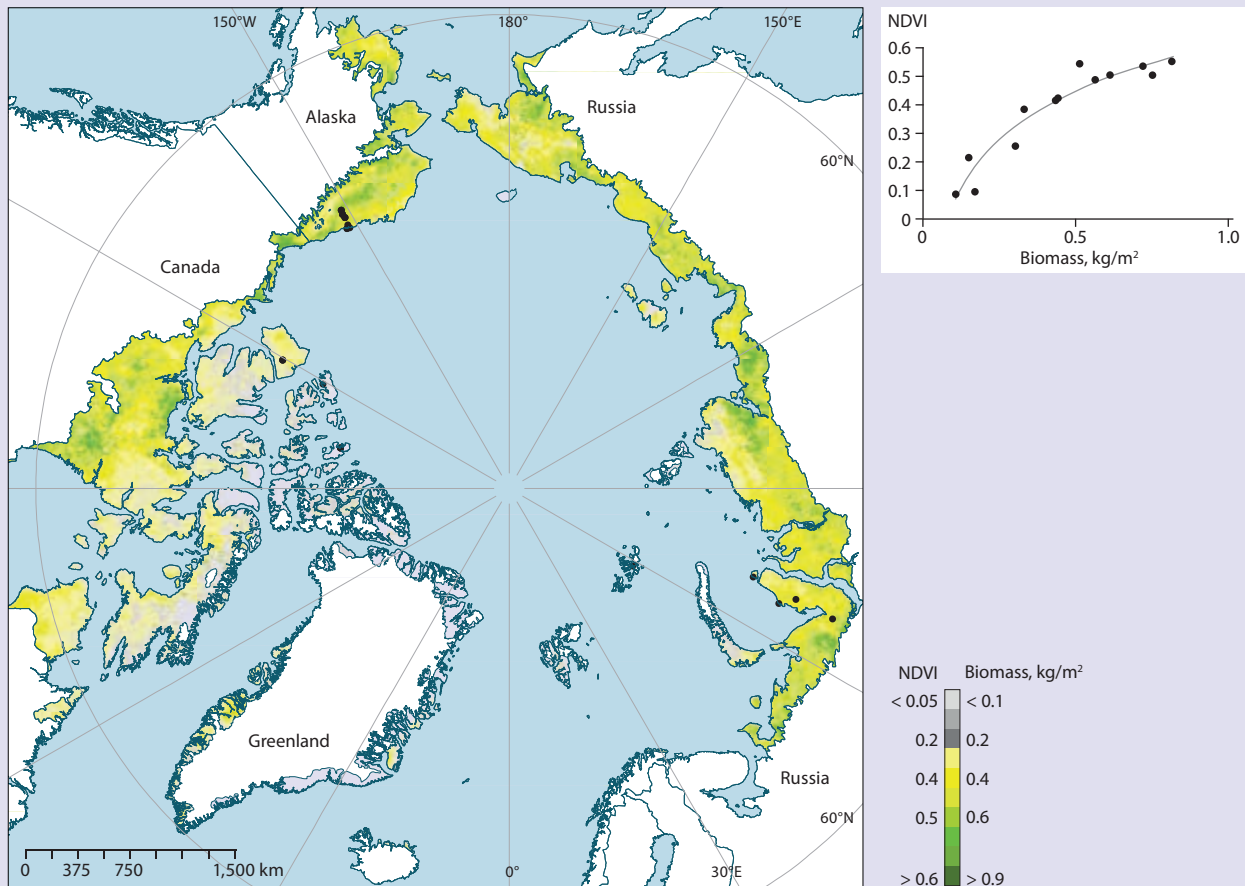 150°W
180°
150°E
Alaska
Russia
60°N
Canada
Greenland
Russia
60°N
0 375 750 1,500 km
0°
30°E
NDVI
0.6
0.5
0.4
0.3
0.2
0.1
0
0 0.5 1.0
Biomass, kg/m²
NDVI Biomass, kg/m²
< 0.05 < 0.1
0.2 0.2
0.4 0.4
0.5 0.6
> 0.6 > 0.9